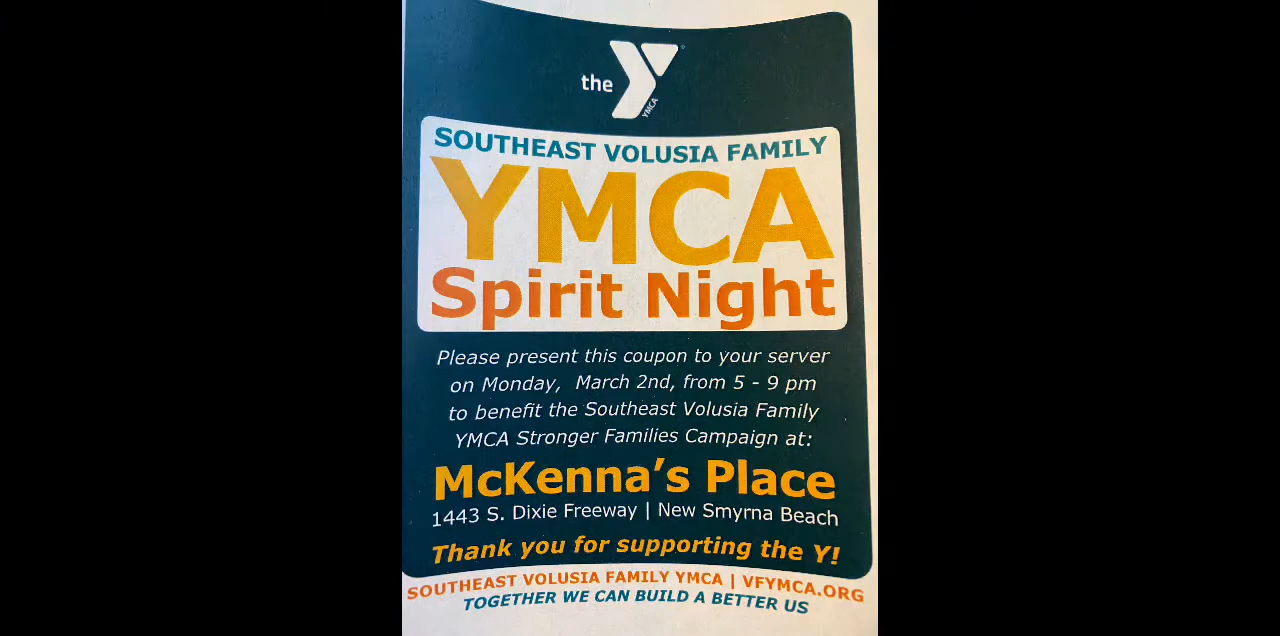 the
YMCA
SOUTHEAST VOLUSIA FAMILY
YMCA
Spirit Night
Please present this coupon to your server
on Monday, March 2nd, from 5 - 9 pm
to benefit the Southeast Volusia Family
YMCA Stronger Families Campaign at:
McKenna's Place
1443 S. Dixie Freeway | New Smyrna Beach
Thank you for supporting the Y!
SOUTHEAST VOLUSIA FAMILY YMCA | VFYMCA.ORG
TOGETHER WE CAN BUILD A BETTER US